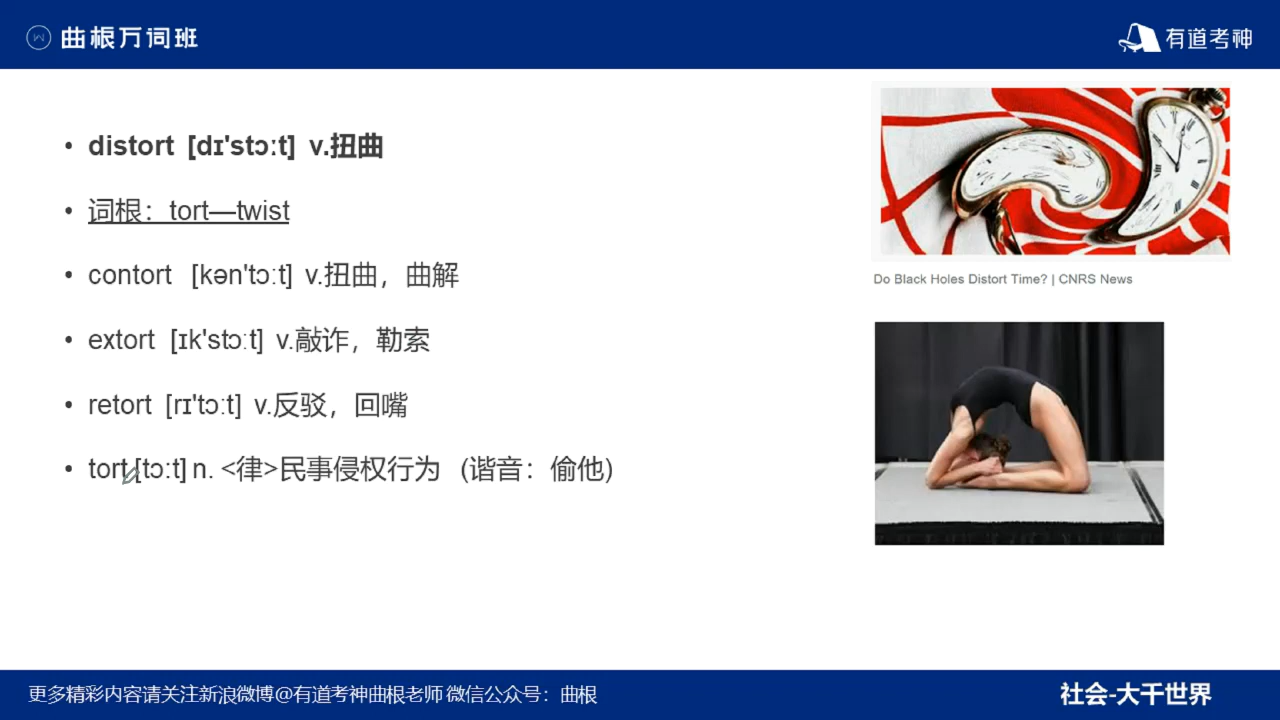 曲根万词班
有道考神
distort [dɪ'stɔːt] v.扭曲
词根：tort—twist
contort [kən'tɔːt] v.扭曲，曲解
extort [ɪk'stɔːt] v.敲诈，勒索
retort [rɪ'tɔːt] v.反驳，回嘴
tort [tɔːt] n. <律>民事侵权行为 (谐音：偷他)
Do Black Holes Distort Time? | CNRS News
更多精彩内容请关注新浪微博@有道考神曲根老师 微信公众号：曲根
社会-大千世界